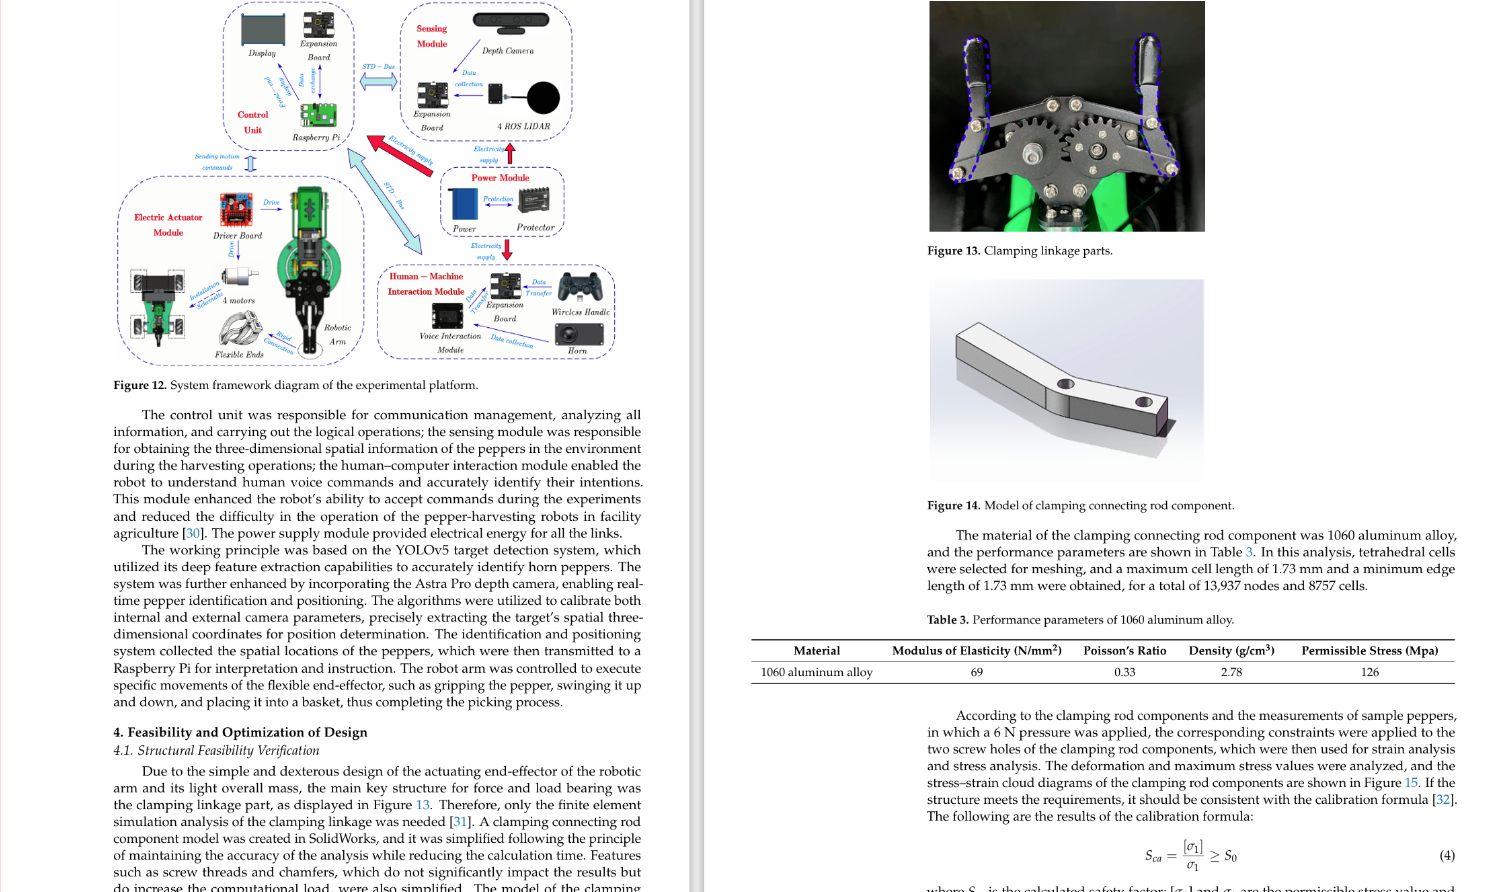 Display
Expansion
Board
Data
exchange
Raspberry Pi
Control
Unit
STD – Bus
Sensing
Module
Depth Camera
Data
collection
Expansion
Board
4 ROS LIDAR
Sending motion
commands
Electricity supply
Electricity
supply
Power Module
Protection
Power
Protector
STD – Bus
Electricity
supply
Electric Actuator
Module
Drive
Driver Board
Drive
Installation
Schematic
4 motors
Flexible Ends
Rigid
Connection
Robotic
Arm
Human – Machine
Interaction Module
Data
Transfer
Expansion
Board
Data
Transfer
Wireless Handle
Voice Interaction
Module
Data collection
Horn
Figure 12. System framework diagram of the experimental platform.
The control unit was responsible for communication management, analyzing all
information, and carrying out the logical operations; the sensing module was responsible
for obtaining the three-dimensional spatial information of the peppers in the environment
during the harvesting operations; the human–computer interaction module enabled the
robot to understand human voice commands and accurately identify their intentions.
This module enhanced the robot's ability to accept commands during the experiments
and reduced the difficulty in the operation of the pepper-harvesting robots in facility
agriculture [30]. The power supply module provided electrical energy for all the links.
The working principle was based on the YOLOv5 target detection system, which
utilized its deep feature extraction capabilities to accurately identify horn peppers. The
system was further enhanced by incorporating the Astra Pro depth camera, enabling real-
time pepper identification and positioning. The algorithms were utilized to calibrate both
internal and external camera parameters, precisely extracting the target's spatial three-
dimensional coordinates for position determination. The identification and positioning
system collected the spatial locations of the peppers, which were then transmitted to a
Raspberry Pi for interpretation and instruction. The robot arm was controlled to execute
specific movements of the flexible end-effector, such as gripping the pepper, swinging it up
and down, and placing it into a basket, thus completing the picking process.
4. Feasibility and Optimization of Design
4.1. Structural Feasibility Verification
Due to the simple and dexterous design of the actuating end-effector of the robotic
arm and its light overall mass, the main key structure for force and load bearing was
the clamping linkage part, as displayed in Figure 13. Therefore, only the finite element
simulation analysis of the clamping linkage was needed [31]. A clamping connecting rod
component model was created in SolidWorks, and it was simplified following the principle
of maintaining the accuracy of the analysis while reducing the calculation time. Features
such as screw threads and chamfers, which do not significantly impact the results but
do increase the computational load, were also simplified. The model of the clamping
Figure 13. Clamping linkage parts.
Figure 14. Model of clamping connecting rod component.
The material of the clamping connecting rod component was 1060 aluminum alloy,
and the performance parameters are shown in Table 3. In this analysis, tetrahedral cells
were selected for meshing, and a maximum cell length of 1.73 mm and a minimum edge
length of 1.73 mm were obtained, for a total of 13,937 nodes and 8757 cells.
Table 3. Performance parameters of 1060 aluminum alloy.
Material Modulus of Elasticity (N/mm²) Poisson's Ratio Density (g/cm³) Permissible Stress (Mpa)
1060 aluminum alloy 69 0.33 2.78 126
According to the clamping rod components and the measurements of sample peppers,
in which a 6 N pressure was applied, the corresponding constraints were applied to the
two screw holes of the clamping rod components, which were then used for strain analysis
and stress analysis. The deformation and maximum stress values were analyzed, and the
stress–strain cloud diagrams of the clamping rod components are shown in Figure 15. If the
structure meets the requirements, it should be consistent with the calibration formula [32].
The following are the results of the calibration formula:
S_ca = [σ₁] / σ₁ ≥ S₀ (4)
is the calculated safety factor;